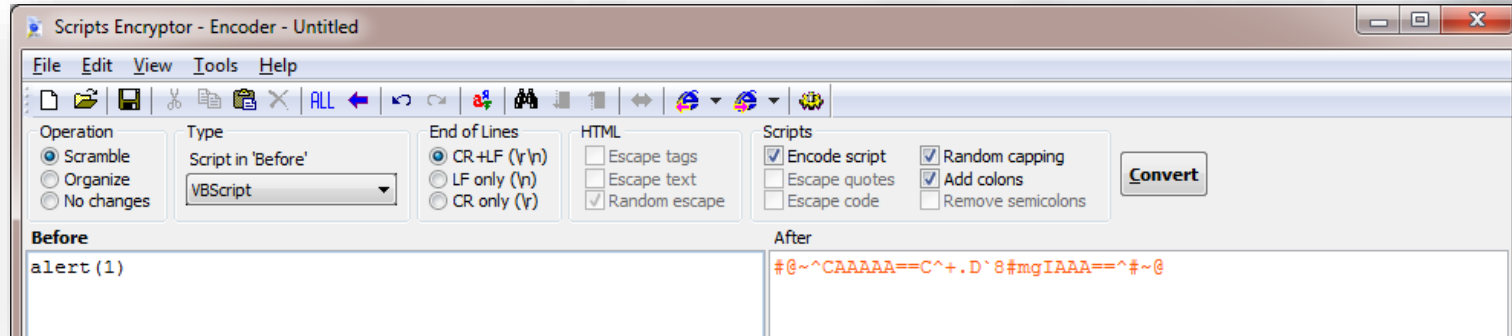 Scripts Encryptor - Encoder - Untitled
File Edit View Tools Help
ALL
Operation
Scramble
Organize
No changes
Type
Script in 'Before'
VBScript
End of Lines
CR+LF (\r\n)
LF only (\n)
CR only (\r)
HTML
Escape tags
Escape text
Random escape
Scripts
Encode script
Escape quotes
Escape code
Random capping
Add colons
Remove semicolons
Convert
Before
alert(1)
After
#@~^CAAAAA==C^+.D`8#mgIAAA==^#~@